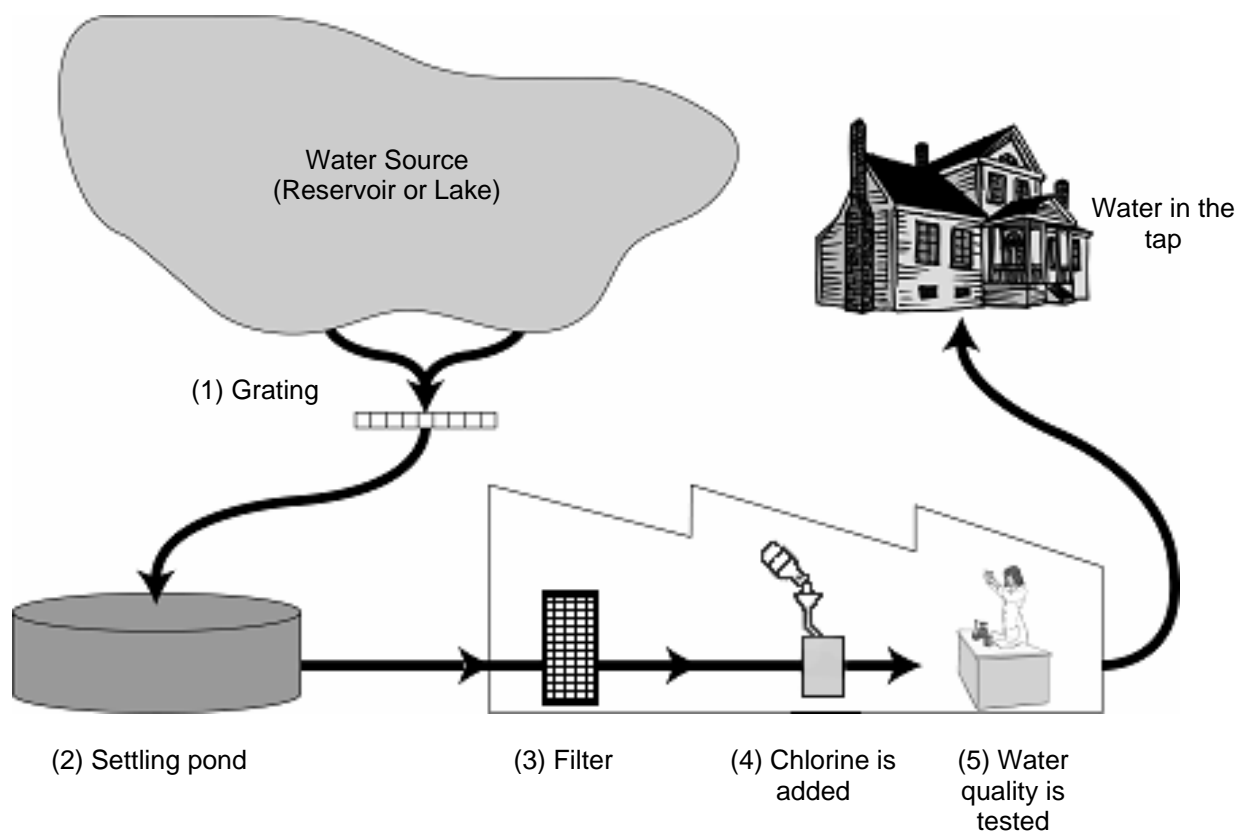 Water Source
(Reservoir or Lake)
Water in the
tap
(1) Grating
(2) Settling pond
(3) Filter
(4) Chlorine is
added
(5) Water
quality is
tested